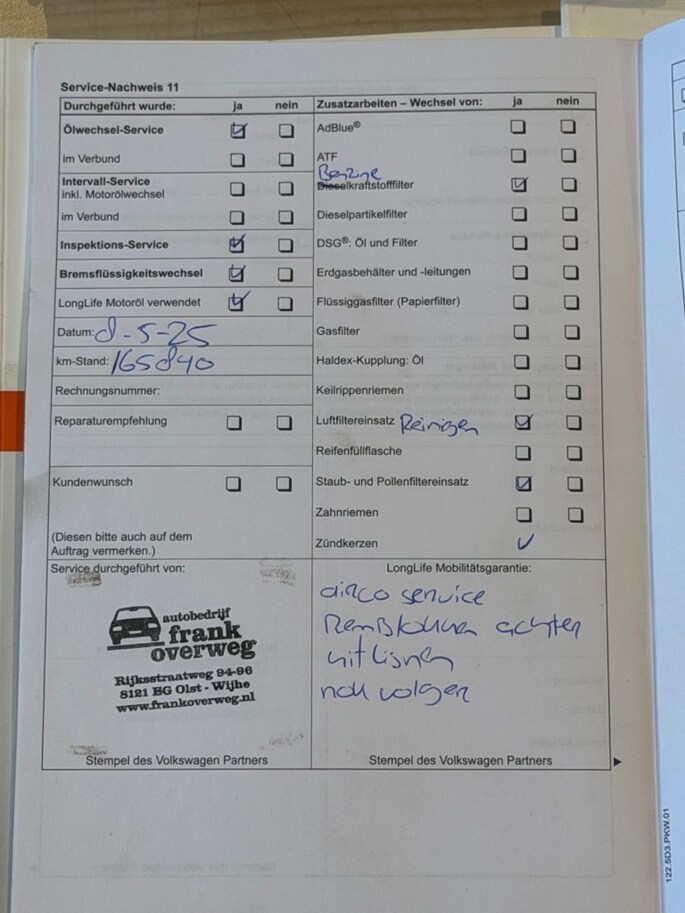 Service-Nachweis 11
Durchgeführt wurde: ja nein
Ölwechsel-Service
im Verbund
Intervall-Service
inkl. Motorölwechsel
im Verbund
Inspektions-Service
Bremsflüssigkeitswechsel
LongLife Motoröl verwendet
Datum: 8-5-25
km-Stand: 165840
Rechnungsnummer:
Reparaturempfehlung
Kundenwunsch
(Diesen bitte auch auf dem
Auftrag vermerken.)
Zusatzarbeiten – Wechsel von: ja nein
AdBlue®
ATF
Benzine
Dieselkraftstofffilter
Dieselpartikelfilter
DSG®: Öl und Filter
Erdgasbehälter und -leitungen
Flüssiggasfilter (Papierfilter)
Gasfilter
Haldex-Kupplung: Öl
Keilrippenriemen
Luftfiltereinsatz Reinigen
Reifenfüllflasche
Staub- und Pollenfiltereinsatz
Zahnriemen
Zündkerzen
Service durchgeführt von:
autobedrijf
frank
overweg
Rijksstraatweg 94-96
8121 BG Olst - Wijhe
www.frankoverweg.nl
Stempel des Volkswagen Partners
LongLife Mobilitätsgarantie:
airco service
achter
volgen
Stempel des Volkswagen Partners
122.5D3.PKW.01